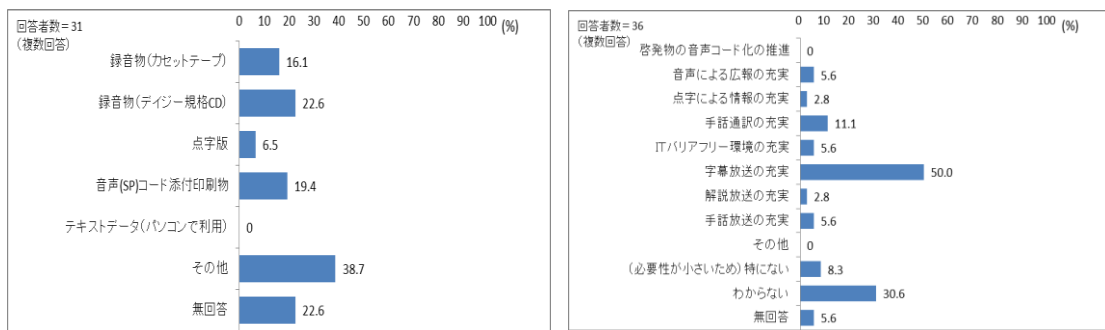 回答者数=31
(複数回答)
0 10 20 30 40 50 60 70 80 90 100 (%)
録音物(カセットテープ) 16.1
録音物(デイジー規格CD) 22.6
点字版 6.5
音声(SP)コード添付印刷物 19.4
テキストデータ(パソコンで利用) 0
その他 38.7
無回答 22.6
回答者数=36
(複数回答)
0 10 20 30 40 50 60 70 80 90 100 (%)
啓発物の音声コード化の推進 0
音声による広報の充実 5.6
点字による情報の充実 2.8
手話通訳の充実 11.1
ITバリアフリー環境の充実 5.6
字幕放送の充実 50.0
解説放送の充実 2.8
手話放送の充実 5.6
その他 0
(必要性が小さいため)特にない 8.3
わからない 30.6
無回答 5.6